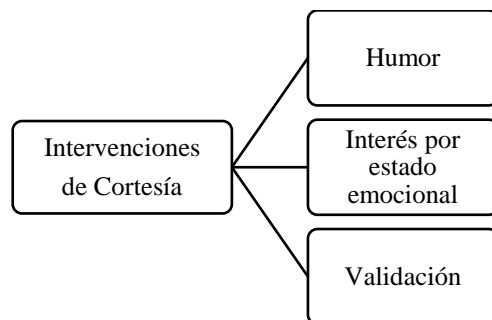 Humor
Intervenciones
de Cortesía
Interés por
estado
emocional
Validación